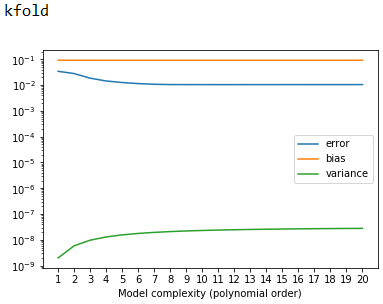 kfold
10⁻¹
10⁻²
10⁻³
10⁻⁴
10⁻⁵
10⁻⁶
10⁻⁷
10⁻⁸
10⁻⁹
error
bias
variance
1 2 3 4 5 6 7 8 9 10 11 12 13 14 15 16 17 18 19 20
Model complexity (polynomial order)